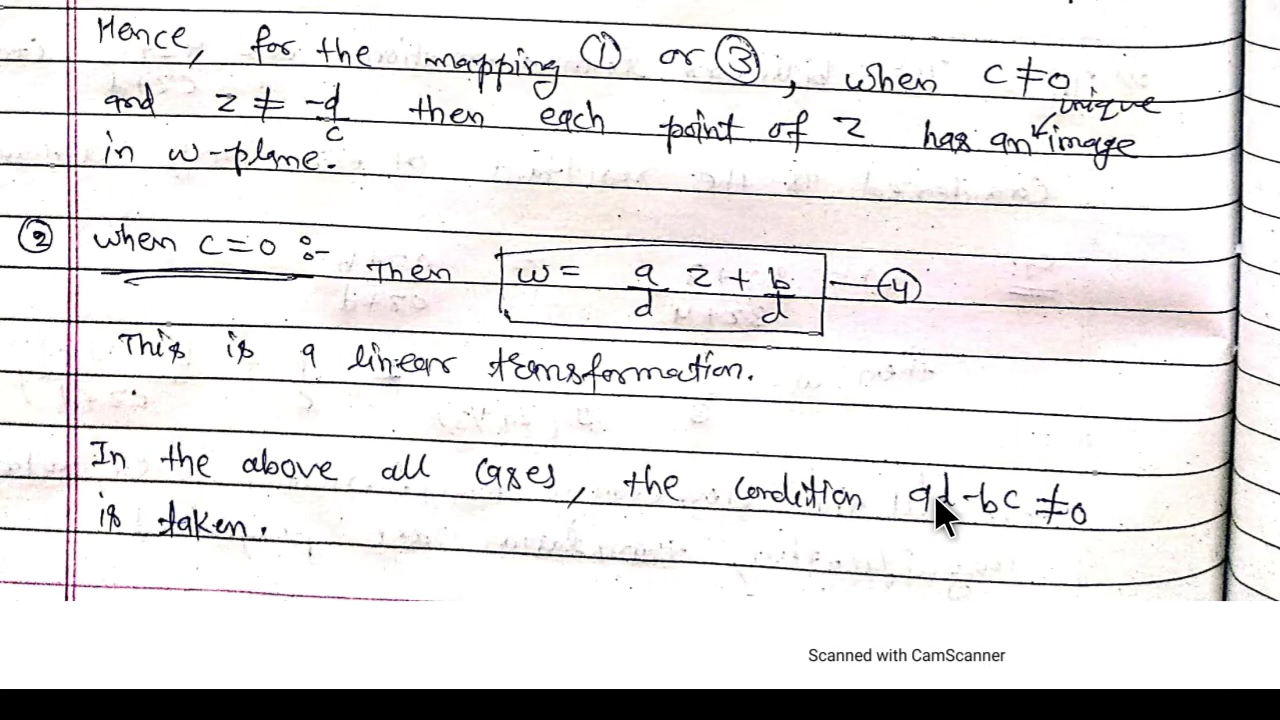 Hence, for the mapping ① or ③, when c≠0
and z ≠ -d/c then each point of z has an unique image
in w-plane.
② when c=0 :- Then w = a/d z + b/d — ④
This is a linear transformation.
In the above all cases, the condition ad-bc ≠0
is taken.
Scanned with CamScanner